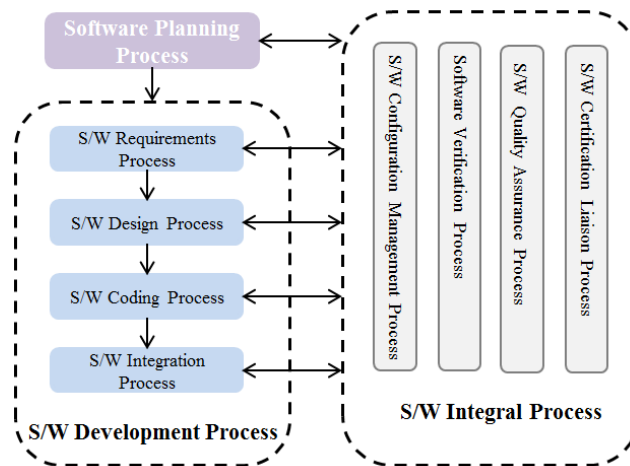 Software Planning
Process
S/W Requirements
Process
S/W Design Process
S/W Coding Process
S/W Integration
Process
S/W Development Process
S/W Configuration Management Process
Software Verification Process
S/W Quality Assurance Process
S/W Certification Liaison Process
S/W Integral Process